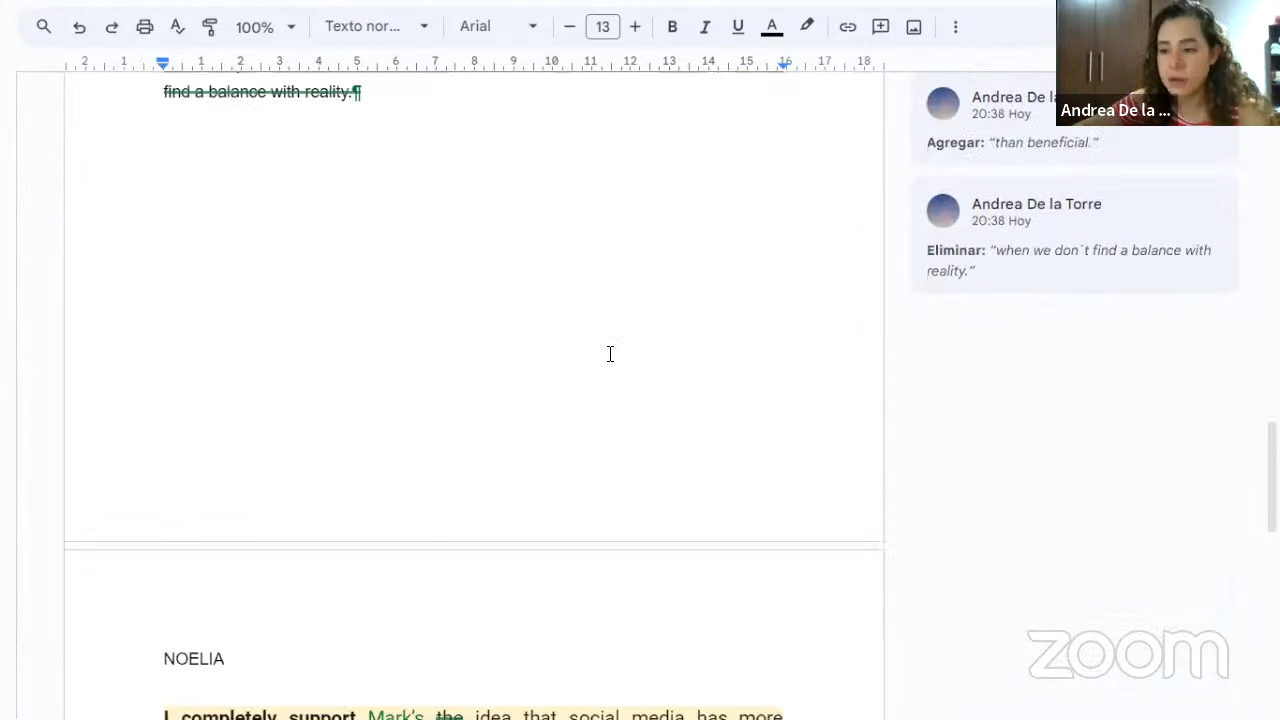 100%
Texto nor...
Arial
13
B I U A
2 1 1 2 3 4 5 6 7 8 9 10 11 12 13 14 15 16 17 18
find a balance with reality.¶
Andrea De la
20:38 Hoy
Agregar: “than beneficial.”
Andrea De la ...
Andrea De la Torre
20:38 Hoy
Eliminar: “when we don´t find a balance with
reality.”
NOELIA
I completely support Mark's the idea that social media has more
zoom